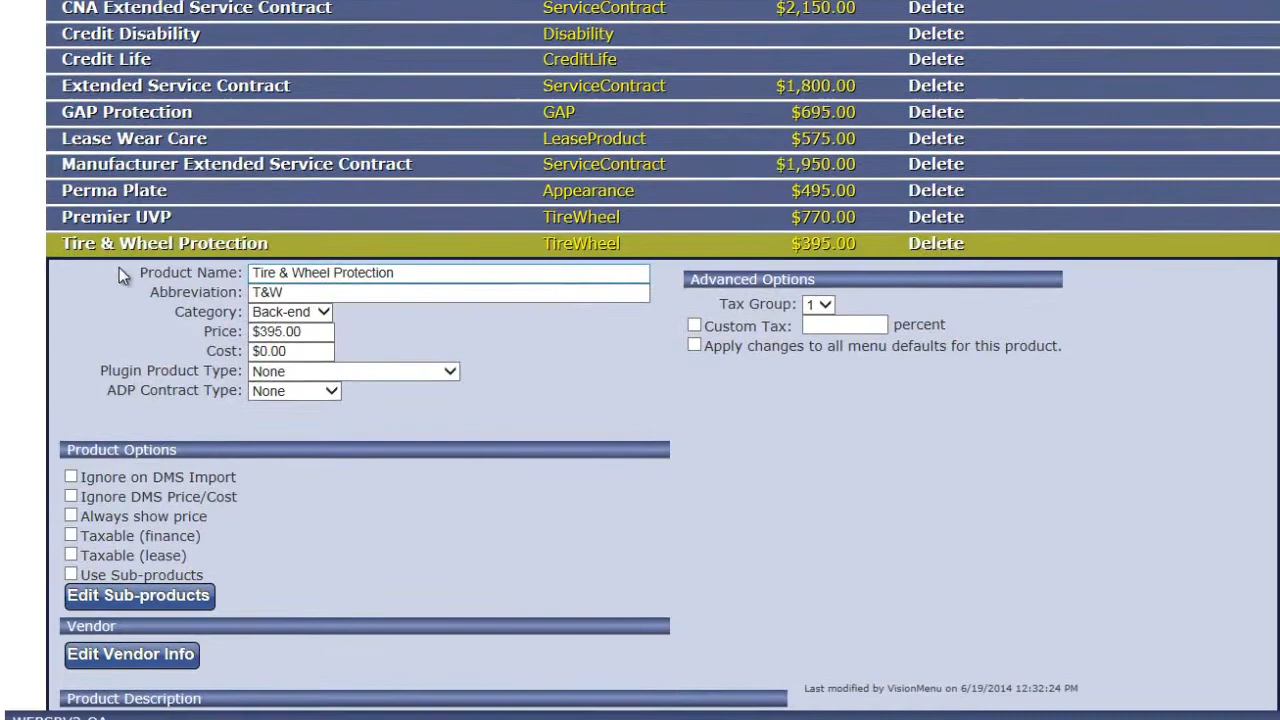 CNA Extended Service Contract ServiceContract $2,150.00 Delete
Credit Disability Disability Delete
Credit Life CreditLife Delete
Extended Service Contract ServiceContract $1,800.00 Delete
GAP Protection GAP $695.00 Delete
Lease Wear Care LeaseProduct $575.00 Delete
Manufacturer Extended Service Contract ServiceContract $1,950.00 Delete
Perma Plate Appearance $495.00 Delete
Premier UVP TireWheel $770.00 Delete
Tire & Wheel Protection TireWheel $395.00 Delete
Product Name: Tire & Wheel Protection
Abbreviation: T&W
Category: Back-end
Price: $395.00
Cost: $0.00
Plugin Product Type: None
ADP Contract Type: None
Advanced Options
Tax Group: 1
Custom Tax: percent
Apply changes to all menu defaults for this product.
Product Options
Ignore on DMS Import
Ignore DMS Price/Cost
Always show price
Taxable (finance)
Taxable (lease)
Use Sub-products
Edit Sub-products
Vendor
Edit Vendor Info
Last modified by VisionMenu on 6/19/2014 12:32:24 PM
Product Description